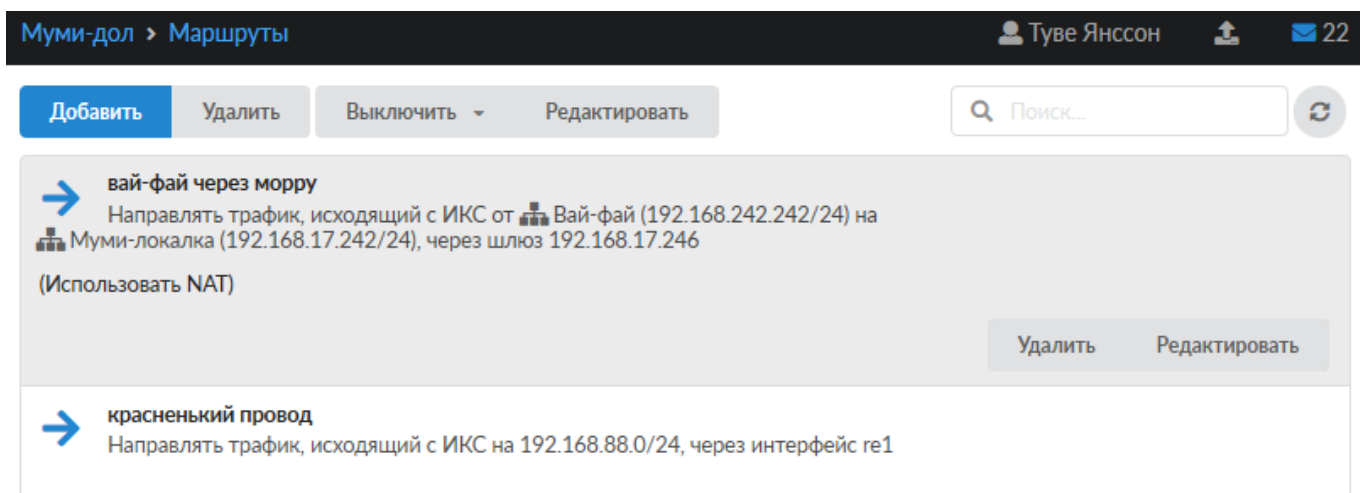 Муми-дол > Маршруты Туве Янссон 22
Добавить Удалить Выключить Редактировать Поиск...
вай-фай через морру
Направлять трафик, исходящий с ИКС от Вай-фай (192.168.242.242/24) на
Муми-локалка (192.168.17.242/24), через шлюз 192.168.17.246
(Использовать NAT)
Удалить Редактировать
красненький провод
Направлять трафик, исходящий с ИКС на 192.168.88.0/24, через интерфейс re1